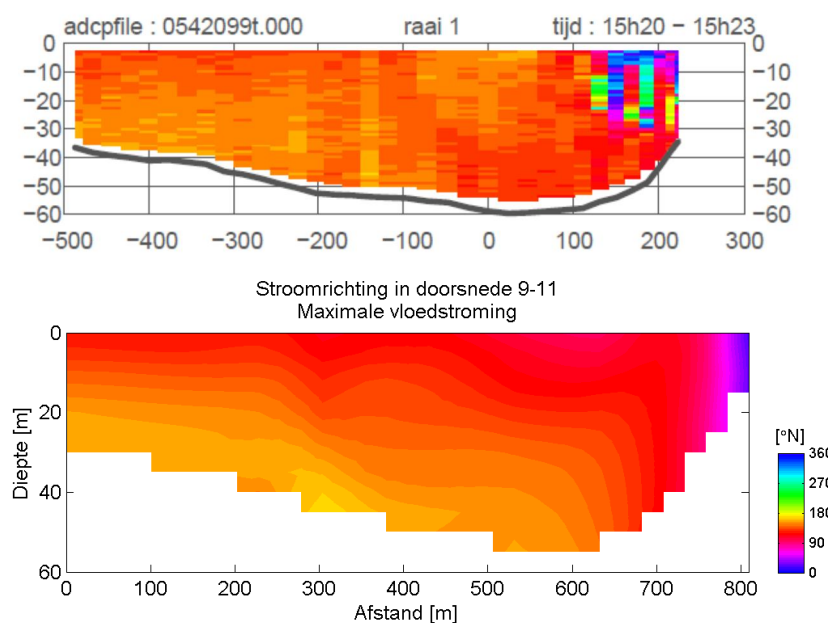 adcpfile : 0542099t.000 raai 1 tijd : 15h20 − 15h23
0 0
−10 −10
−20 −20
−30 −30
−40 −40
−50 −50
−60 −60
−500 −400 −300 −200 −100 0 100 200 300
Stroomrichting in doorsnede 9-11
Maximale vloedstroming
0
20
40
60
Diepte [m]
0 100 200 300 400 500 600 700 800
Afstand [m]
[°N]
360
270
180
90
0